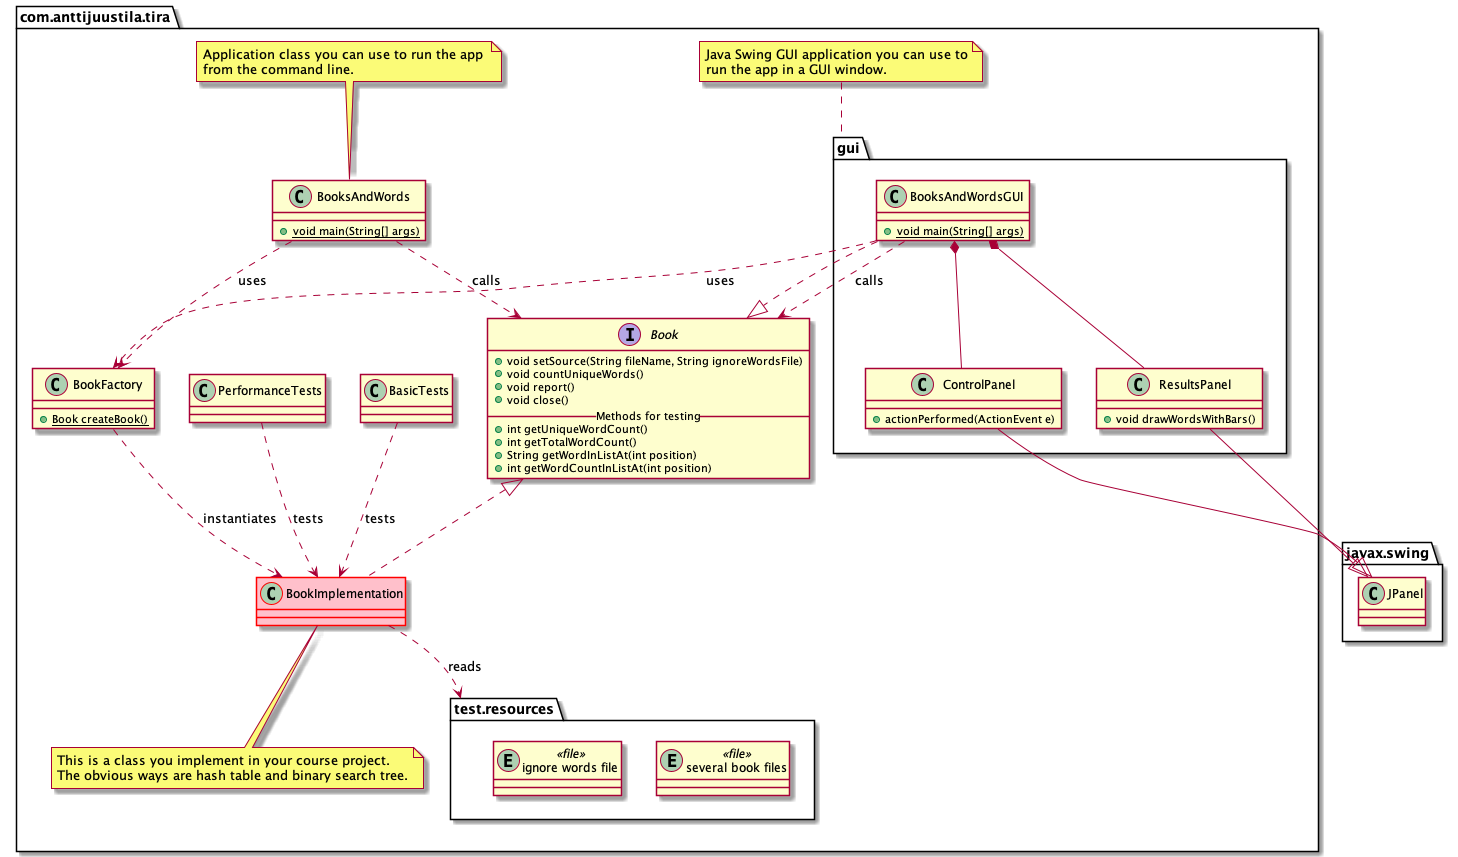 com.anttijuustila.tira
Application class you can use to run the app
from the command line.
Java Swing GUI application you can use to
run the app in a GUI window.
gui
C BooksAndWords
void main(String[] args)
C BooksAndWordsGUI
void main(String[] args)
uses
calls
uses
calls
I Book
void setSource(String fileName, String ignoreWordsFile)
void countUniqueWords()
void report()
void close()
Methods for testing
int getUniqueWordCount()
int getTotalWordCount()
String getWordInListAt(int position)
int getWordCountInListAt(int position)
C BookFactory
Book createBook()
C PerformanceTests
C BasicTests
C ControlPanel
actionPerformed(ActionEvent e)
C ResultsPanel
void drawWordsWithBars()
instantiates
tests
tests
javax.swing
C JPanel
C BookImplementation
reads
test.resources
E «file»
ignore words file
E «file»
several book files
This is a class you implement in your course project.
The obvious ways are hash table and binary search tree.